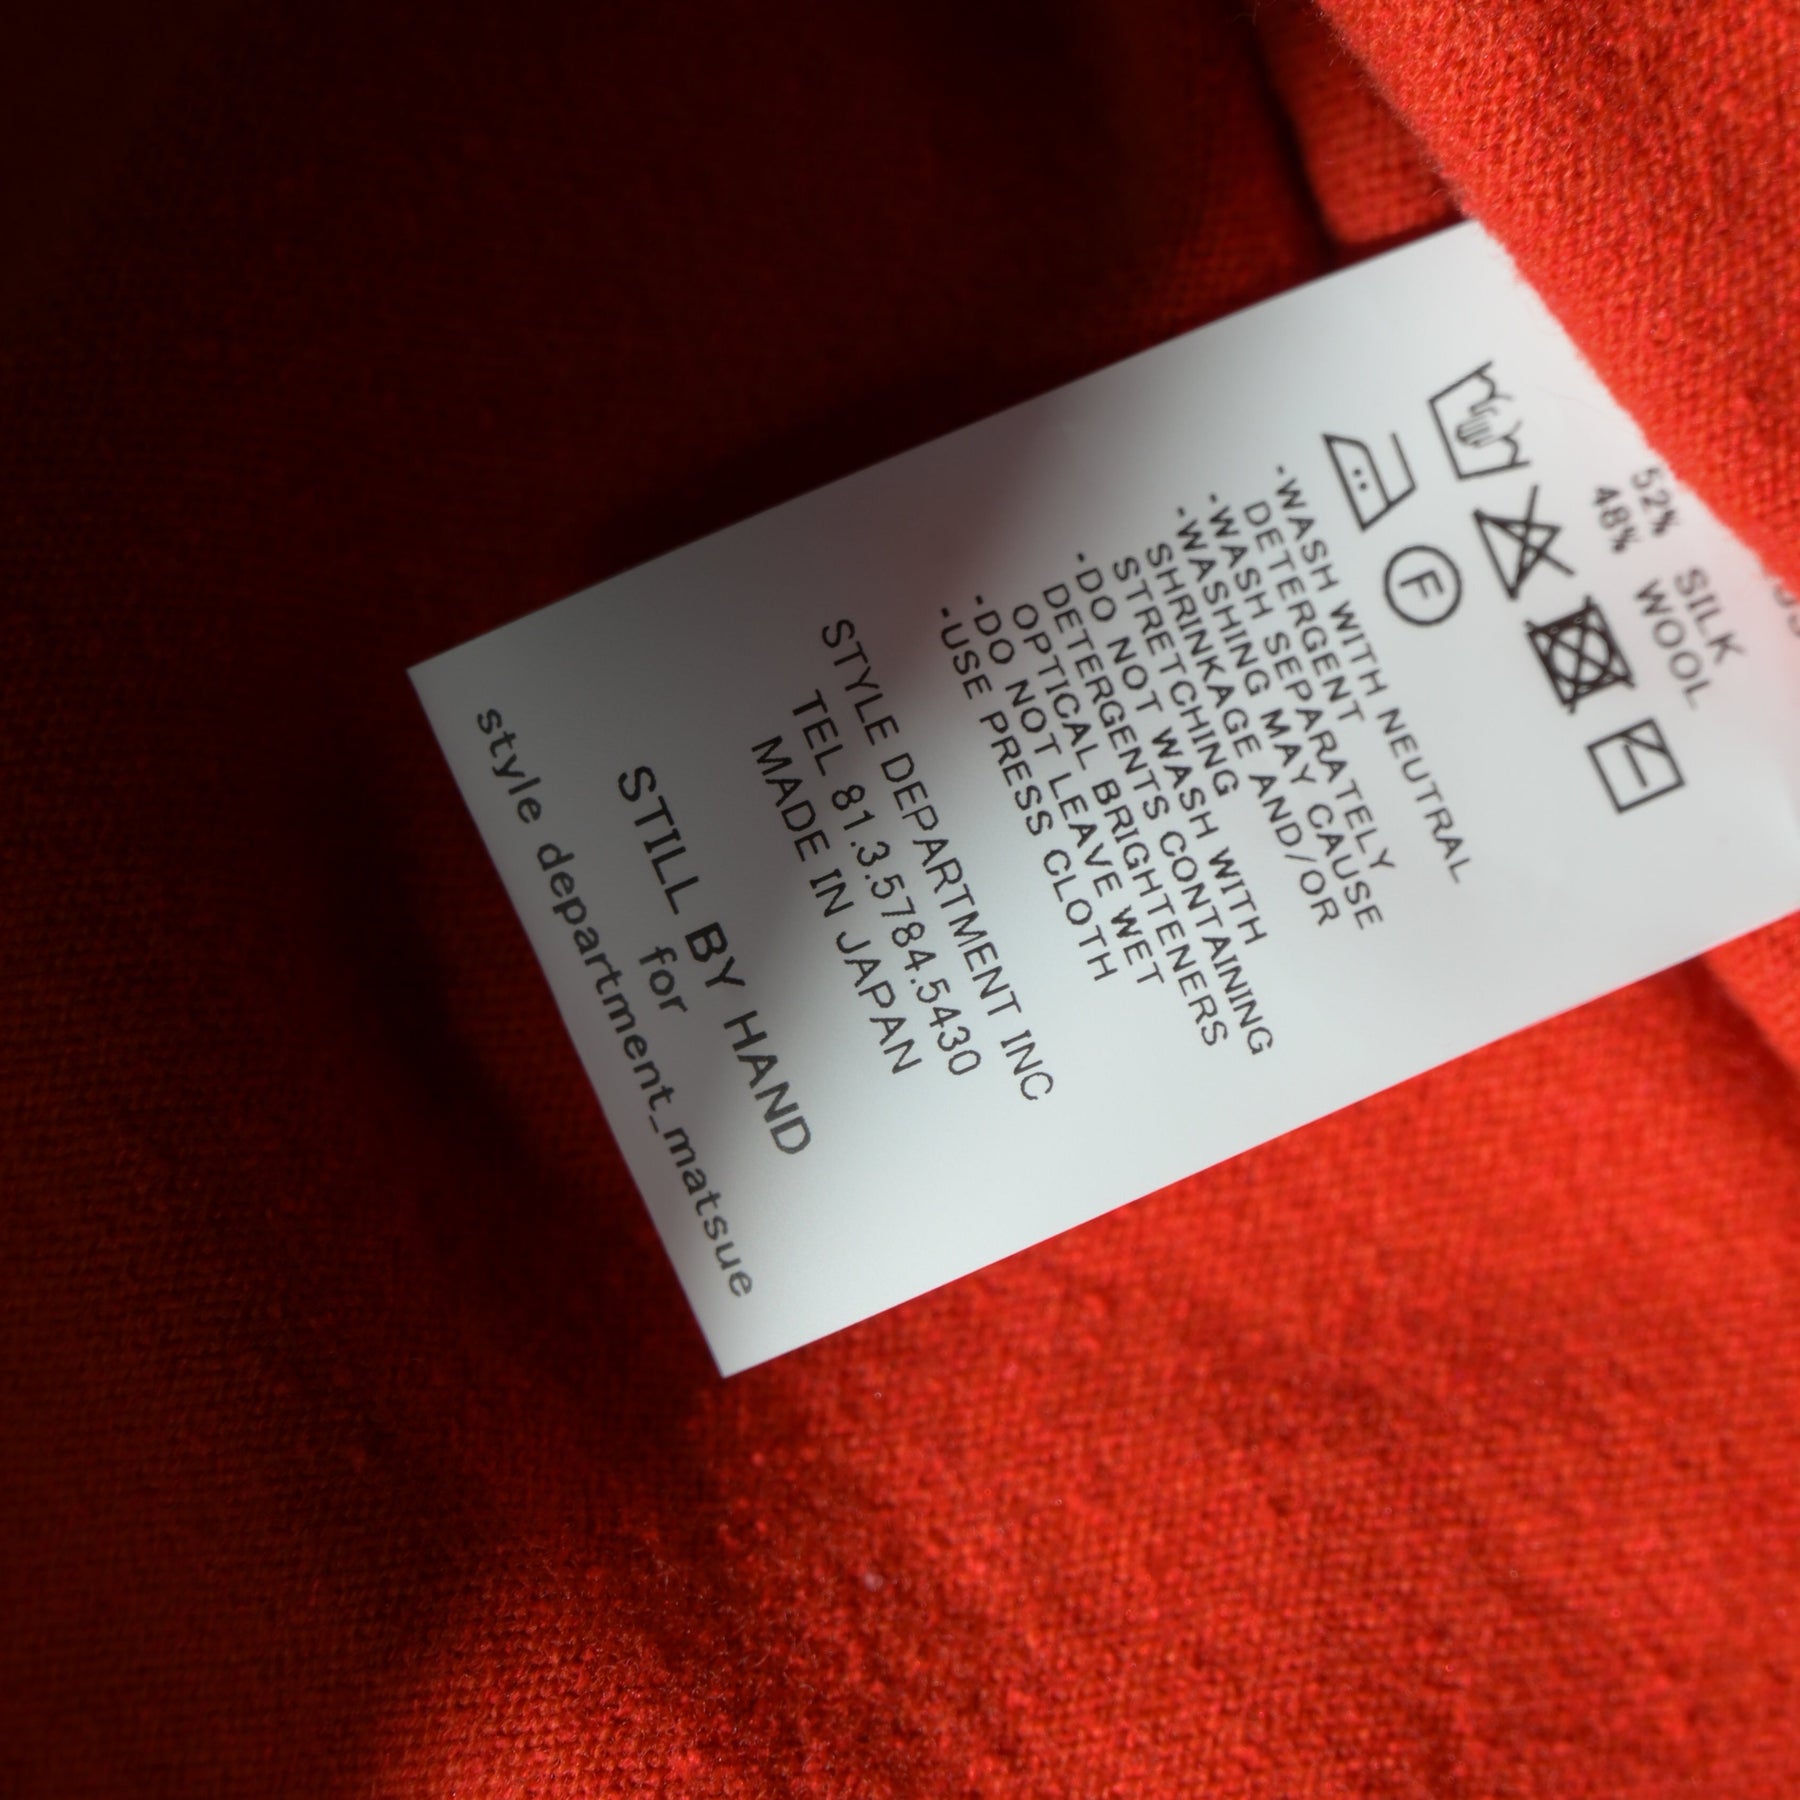 52% SILK
48% WOOL
F
-WASH WITH NEUTRAL
DETERGENT
-WASH SEPARATELY
-WASHING MAY CAUSE
SHRINKAGE AND/OR
STRETCHING
-DO NOT WASH WITH
DETERGENTS CONTAINING
OPTICAL BRIGHTENERS
-DO NOT LEAVE WET
-USE PRESS CLOTH
STYLE DEPARTMENT INC
TEL 81.3.5784.5430
MADE IN JAPAN
STILL BY HAND
for
style department_matsue